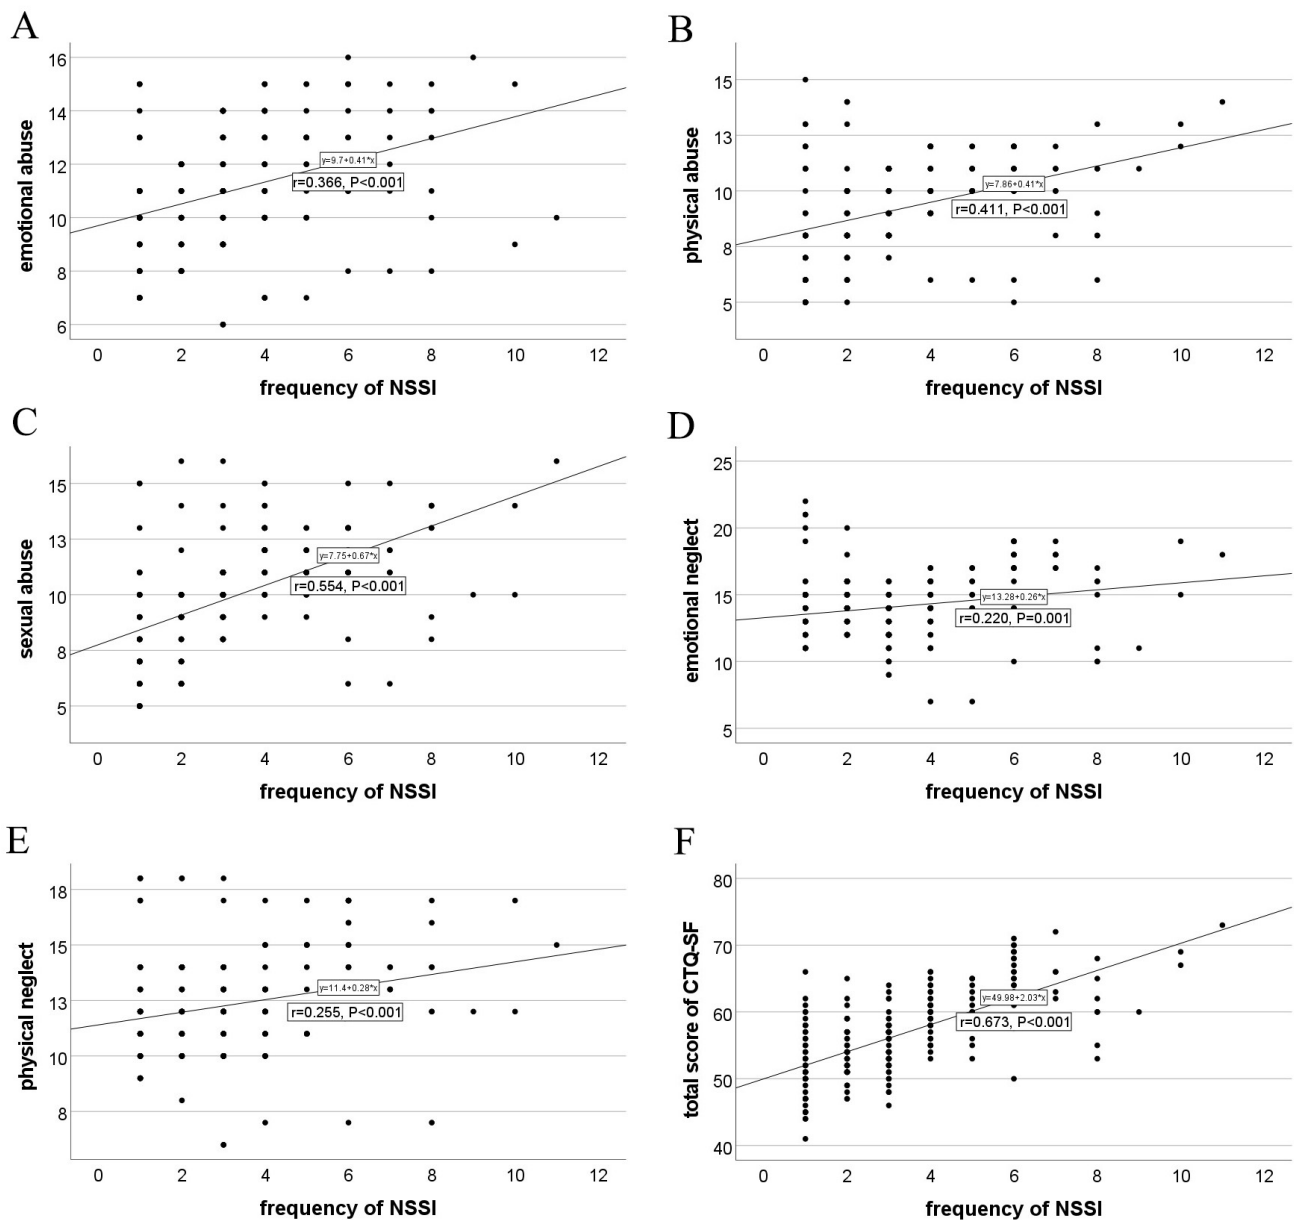 A
16
14
12
10
8
6
emotional abuse
y=9.7+0.41*x
r=0.366, P<0.001
0 2 4 6 8 10 12
frequency of NSSI
B
15
13
10
8
5
physical abuse
y=7.86+0.41*x
r=0.411, P<0.001
0 2 4 6 8 10 12
frequency of NSSI
C
15
13
10
8
5
sexual abuse
y=7.75+0.67*x
r=0.554, P<0.001
0 2 4 6 8 10 12
frequency of NSSI
D
25
20
15
10
5
emotional neglect
y=13.28+0.26*x
r=0.220, P=0.001
0 2 4 6 8 10 12
frequency of NSSI
E
18
15
13
10
8
physical neglect
y=11.4+0.28*x
r=0.255, P<0.001
0 2 4 6 8 10 12
frequency of NSSI
F
80
70
60
50
40
total score of CTQ-SF
y=49.98+2.03*x
r=0.673, P<0.001
0 2 4 6 8 10 12
frequency of NSSI